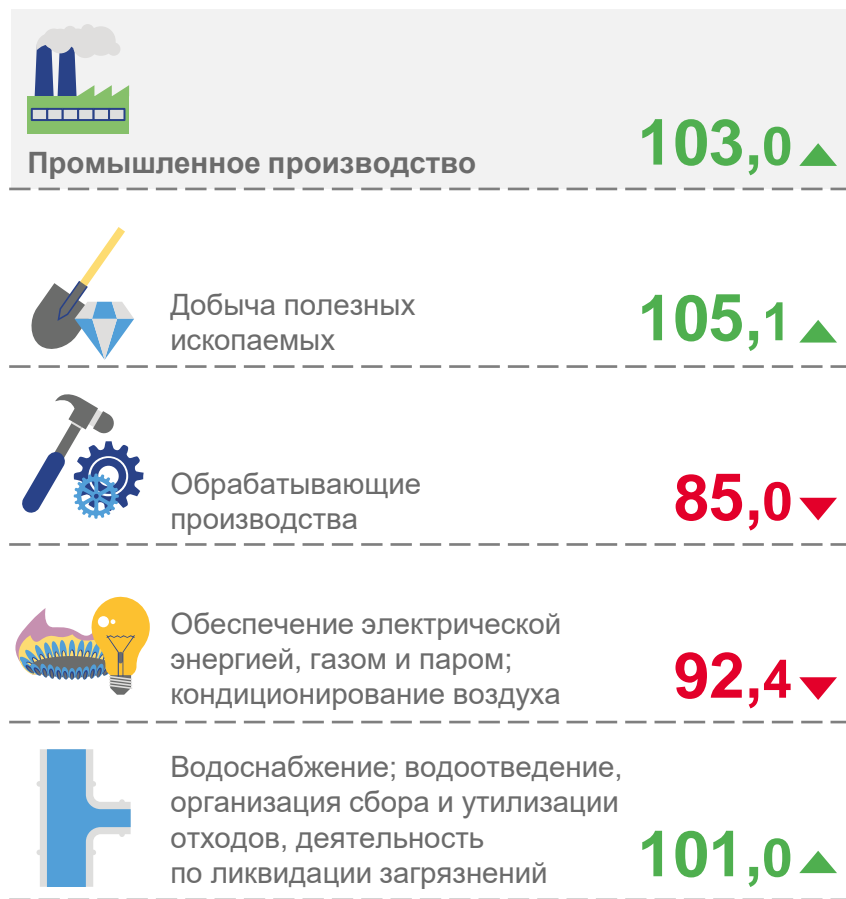 Промышленное производство
103,0
Добыча полезных
ископаемых
105,1
Обрабатывающие
производства
85,0
Обеспечение электрической
энергией, газом и паром;
кондиционирование воздуха
92,4
Водоснабжение; водоотведение,
организация сбора и утилизации
отходов, деятельность
по ликвидации загрязнений
101,0